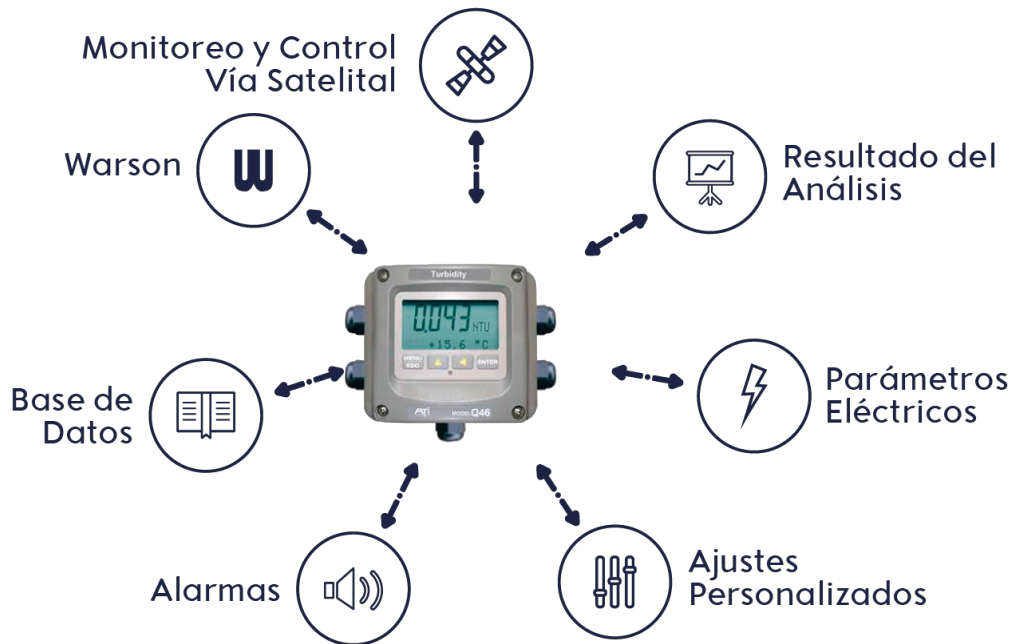 Monitoreo y Control
Vía Satelital
Warson
W
Resultado del
Análisis
Turbidity
0.043 NTU
+15.6 °C
MENU
ESC
ENTER
ATi
MODEL Q46
Base de
Datos
Parámetros
Eléctricos
Alarmas
Ajustes
Personalizados